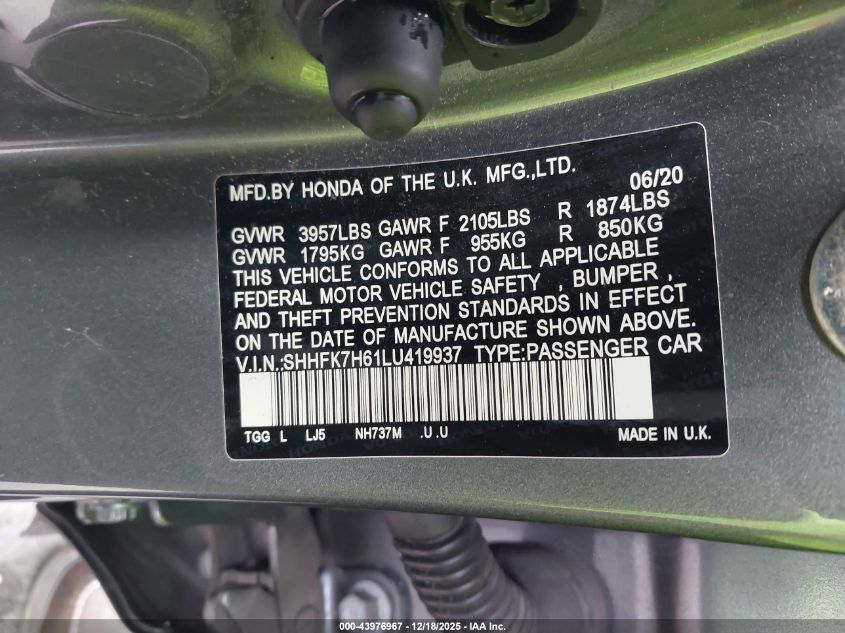 MFD.BY HONDA OF THE U.K. MFG.,LTD. 06/20
GVWR 3957LBS GAWR F 2105LBS R 1874LBS
GVWR 1795KG GAWR F 955KG R 850KG
THIS VEHICLE CONFORMS TO ALL APPLICABLE
FEDERAL MOTOR VEHICLE SAFETY , BUMPER ,
AND THEFT PREVENTION STANDARDS IN EFFECT
ON THE DATE OF MANUFACTURE SHOWN ABOVE.
V.I.N.:SHHFK7H61LU419937 TYPE:PASSENGER CAR
TGG L LJ5 NH737M .U .U MADE IN U.K.
000-43976967 - 12/18/2025 - IAA Inc.